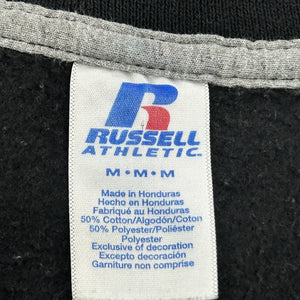 R
RUSSELL
ATHLETIC
M•M•M
Made in Honduras
Hecho en Honduras
Fabriqué au Honduras
50% Cotton/Algodón/Coton
50% Polyester/Poliéster
Polyester
Exclusive of decoration
Excepto decoración
Garniture non comprise